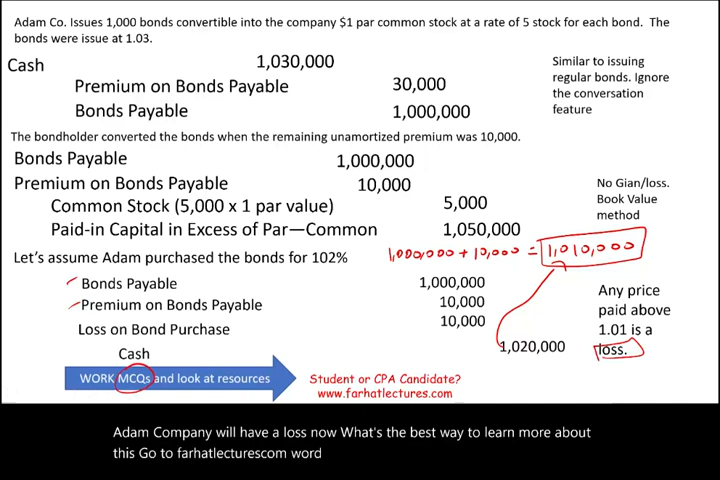 Adam Co. Issues 1,000 bonds convertible into the company $1 par common stock at a rate of 5 stock for each bond. The
bonds were issue at 1.03.
Cash 1,030,000
Premium on Bonds Payable 30,000
Bonds Payable 1,000,000
Similar to issuing
regular bonds. Ignore
the conversation
feature
The bondholder converted the bonds when the remaining unamortized premium was 10,000.
Bonds Payable 1,000,000
Premium on Bonds Payable 10,000
Common Stock (5,000 x 1 par value) 5,000
Paid-in Capital in Excess of Par—Common 1,050,000
No Gian/loss.
Book Value
method
Let's assume Adam purchased the bonds for 102%
1,000,000 + 10,000 = 1,010,000
Bonds Payable 1,000,000
Premium on Bonds Payable 10,000
Loss on Bond Purchase 10,000
Cash 1,020,000
Any price
paid above
1.01 is a
loss.
WORK MCQs and look at resources
Student or CPA Candidate?
www.farhatlectures.com
Adam Company will have a loss now What's the best way to learn more about
this Go to farhatlecturescom word